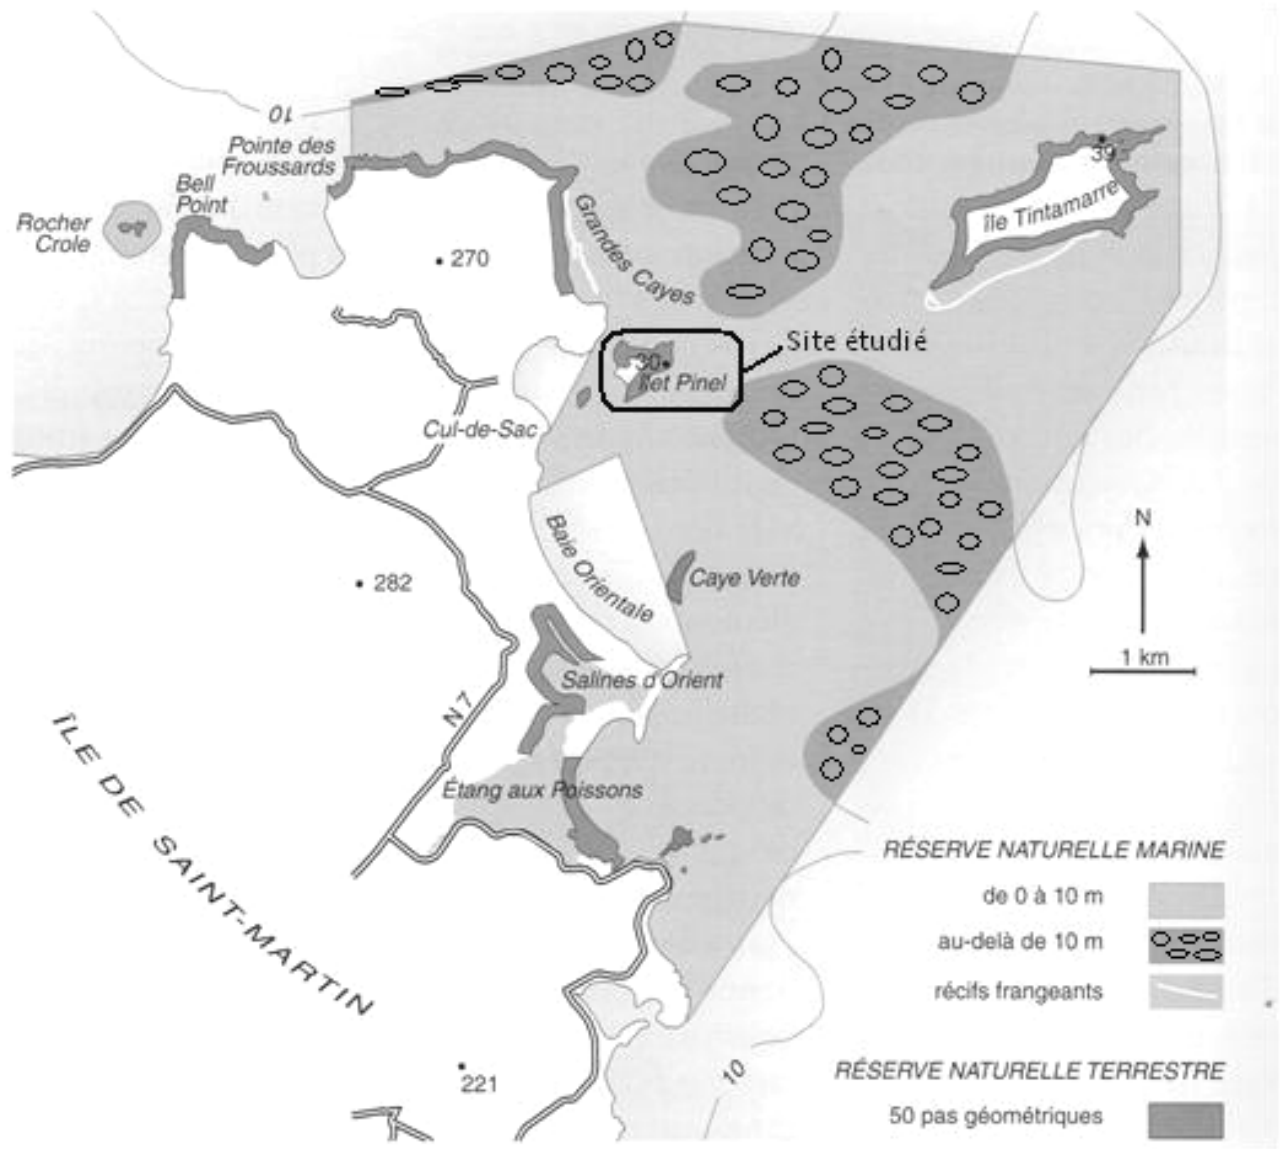 10
Pointe des
Froussards
Bell
Point
Rocher
Crole
270
Grandes Cayes
39
île Tintamarre
Site étudié
30
îlet Pinel
Cul-de-Sac
Baie Orientale
282
Caye Verte
N
1 km
Salines d'Orient
N 7
Étang aux Poissons
ÎLE DE SAINT-MARTIN
221
10
RÉSERVE NATURELLE MARINE
de 0 à 10 m
au-delà de 10 m
récifs frangeants
RÉSERVE NATURELLE TERRESTRE
50 pas géométriques